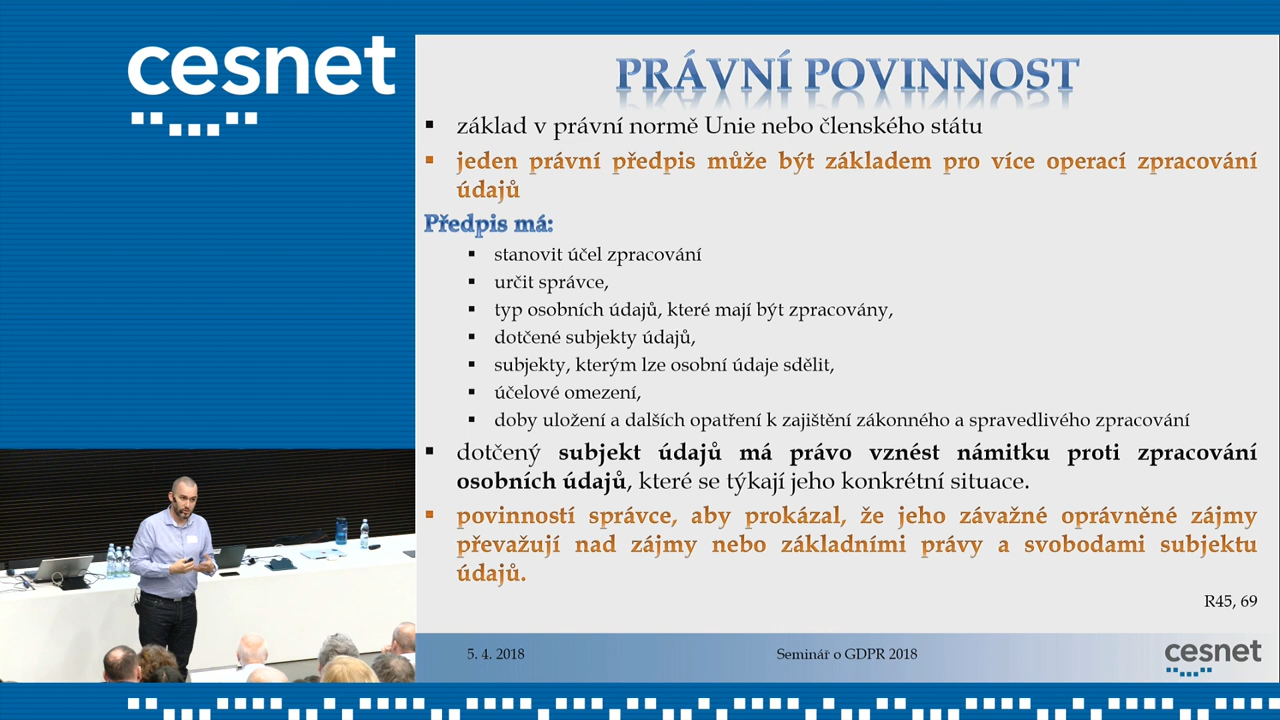 cesnet
PRÁVNÍ POVINNOST
▪ základ v právní normě Unie nebo členského státu
▪ jeden právní předpis může být základem pro více operací zpracování
údajů
Předpis má:
▪ stanovit účel zpracování
▪ určit správce,
▪ typ osobních údajů, které mají být zpracovány,
▪ dotčené subjekty údajů,
▪ subjekty, kterým lze osobní údaje sdělit,
▪ účelové omezení,
▪ doby uložení a dalších opatření k zajištění zákonného a spravedlivého zpracování
▪ dotčený subjekt údajů má právo vznést námitku proti zpracování
osobních údajů, které se týkají jeho konkrétní situace.
▪ povinností správce, aby prokázal, že jeho závažné oprávněné zájmy
převažují nad zájmy nebo základními právy a svobodami subjektu
údajů.
R45, 69
5. 4. 2018
Seminář o GDPR 2018
cesnet